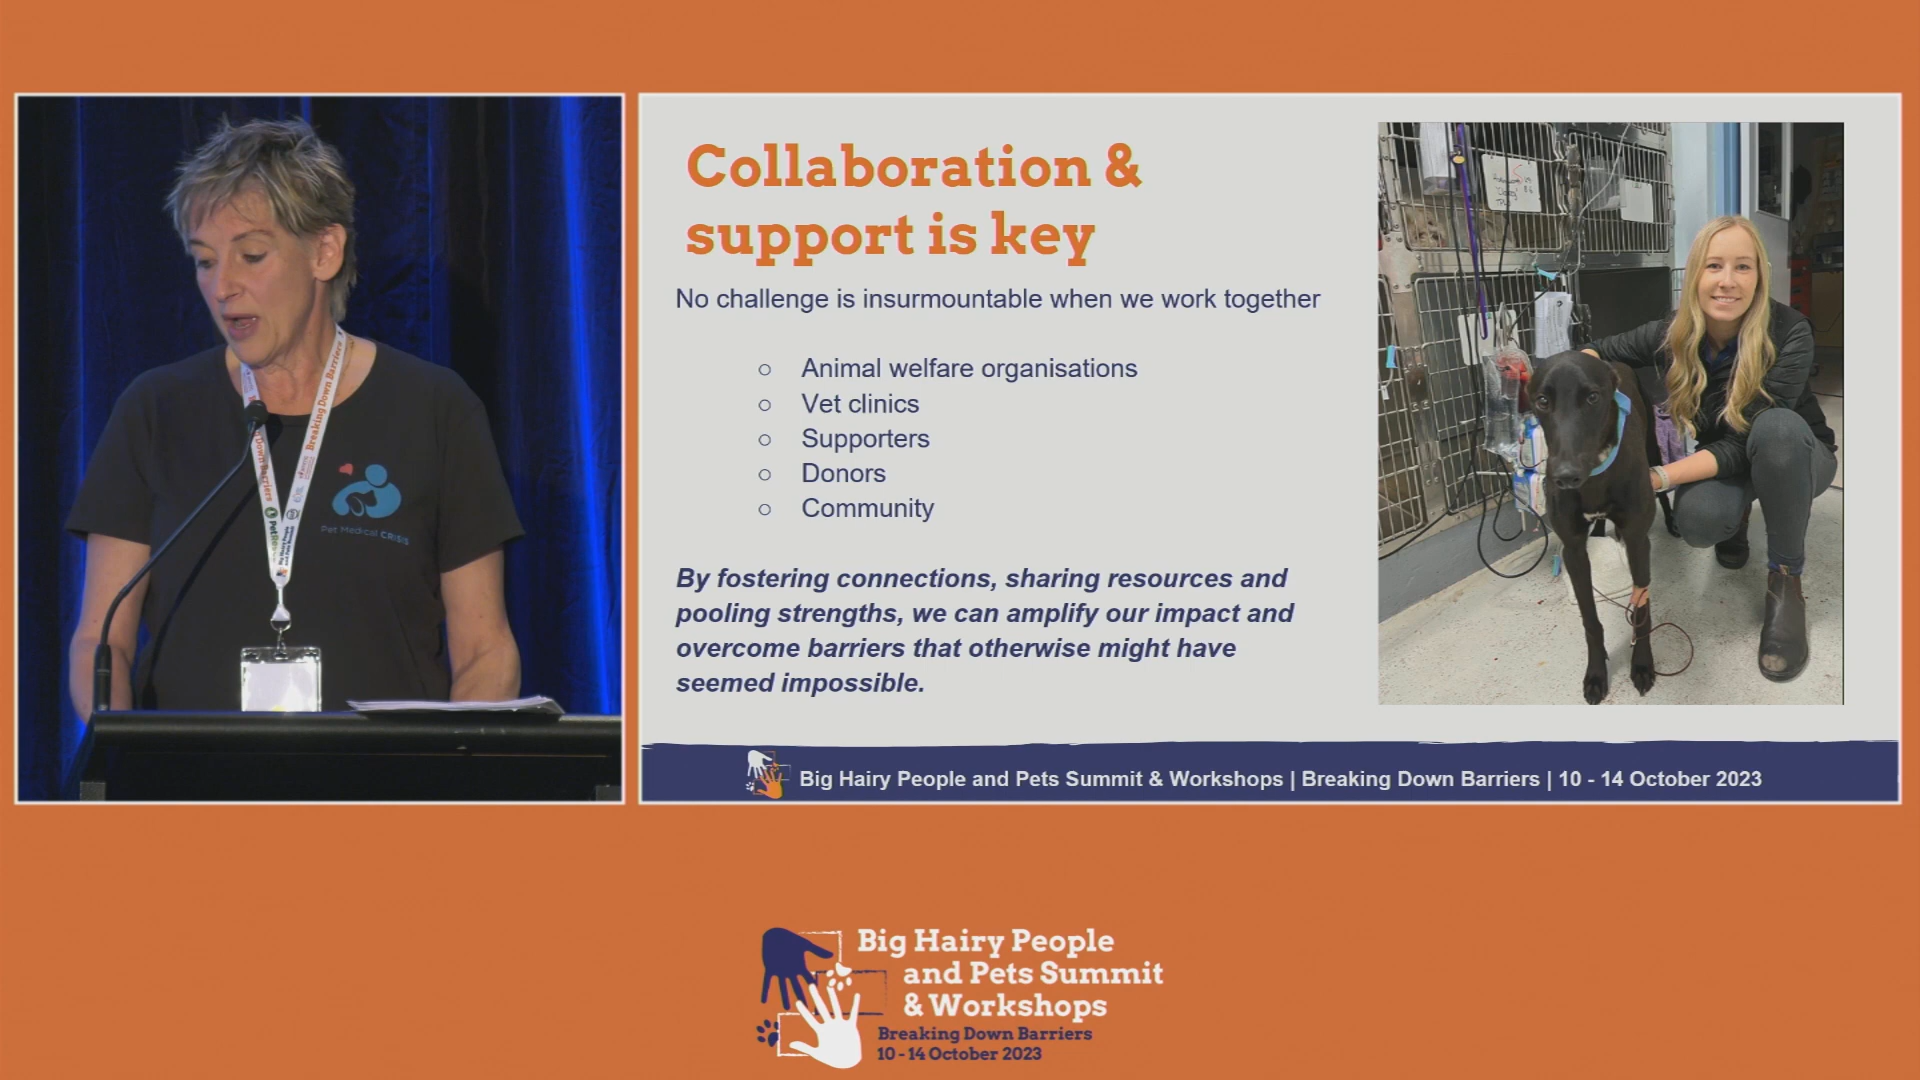 Breaking Down Barriers
Pet Medical CRISIS
Collaboration &
support is key
No challenge is insurmountable when we work together
○ Animal welfare organisations
○ Vet clinics
○ Supporters
○ Donors
○ Community
By fostering connections, sharing resources and
pooling strengths, we can amplify our impact and
overcome barriers that otherwise might have
seemed impossible.
Big Hairy People and Pets Summit & Workshops | Breaking Down Barriers | 10 - 14 October 2023
Big Hairy People
and Pets Summit
& Workshops
Breaking Down Barriers
10 - 14 October 2023